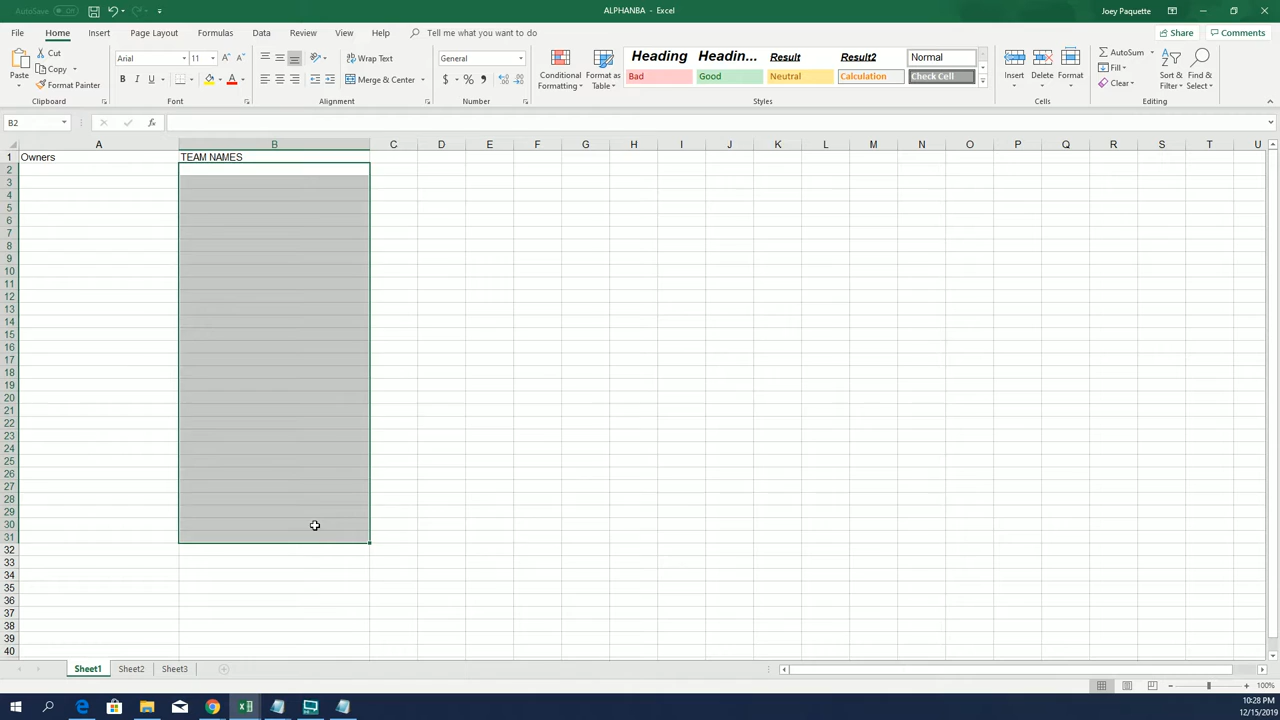 AutoSave Off
ALPHANBA - Excel
Joey Paquette
File Home Insert Page Layout Formulas Data Review View Help Tell me what you want to do
Share Comments
Paste
Cut
Copy
Format Painter
Clipboard
Arial 11
B I U
Font
Wrap Text
Merge & Center
Alignment
General
$ % ,
Number
Conditional Formatting
Format as Table
Heading Headin... Result Result2 Normal
Bad Good Neutral Calculation Check Cell
Styles
Insert Delete Format
Cells
AutoSum
Fill
Clear
Sort & Filter
Find & Select
Editing
B2
fx
A B C D E F G H I J K L M N O P Q R S T U
1 Owners TEAM NAMES
2
3
4
5
6
7
8
9
10
11
12
13
14
15
16
17
18
19
20
21
22
23
24
25
26
27
28
29
30
31
32
33
34
35
36
37
38
39
40
Sheet1 Sheet2 Sheet3
100%
10:28 PM
12/15/2019